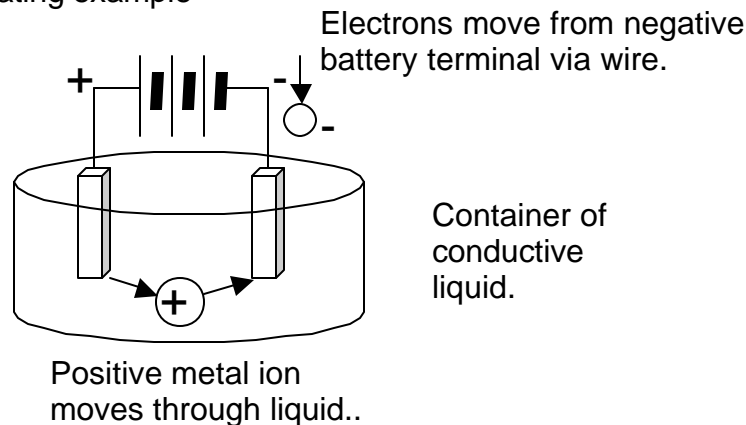 example
Electrons move from negative
battery terminal via wire.
+
-
-
Container of
conductive
liquid.
+
Positive metal ion
moves through liquid..